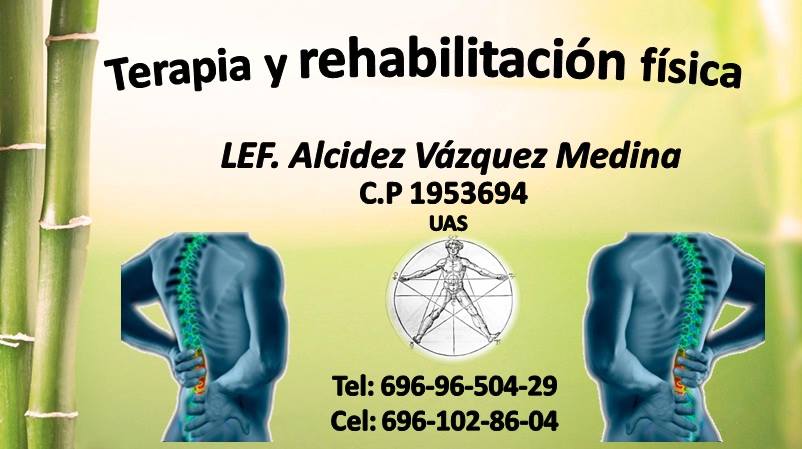 Terapia y rehabilitación física
LEF. Alcidez Vázquez Medina
C.P 1953694
UAS
Tel: 696-96-504-29
Cel: 696-102-86-04